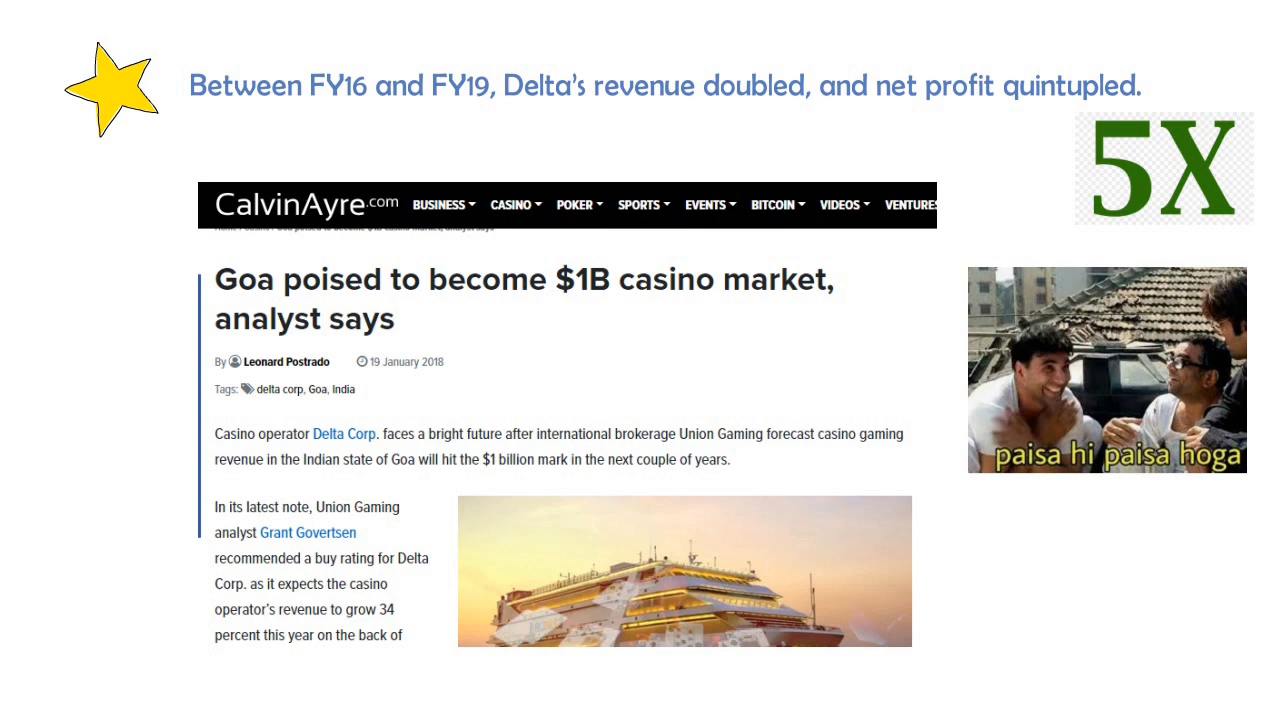 Between FY16 and FY19, Delta's revenue doubled, and net profit quintupled.
5X
CalvinAyre.com BUSINESS CASINO POKER SPORTS EVENTS BITCOIN VIDEOS VENTURES
Goa poised to become $1B casino market,
analyst says
By Leonard Postrado 19 January 2018
Tags: delta corp, Goa, India
Casino operator Delta Corp. faces a bright future after international brokerage Union Gaming forecast casino gaming
revenue in the Indian state of Goa will hit the $1 billion mark in the next couple of years.
paisa hi paisa hoga
In its latest note, Union Gaming
analyst Grant Govertsen
recommended a buy rating for Delta
Corp. as it expects the casino
operator's revenue to grow 34
percent this year on the back of